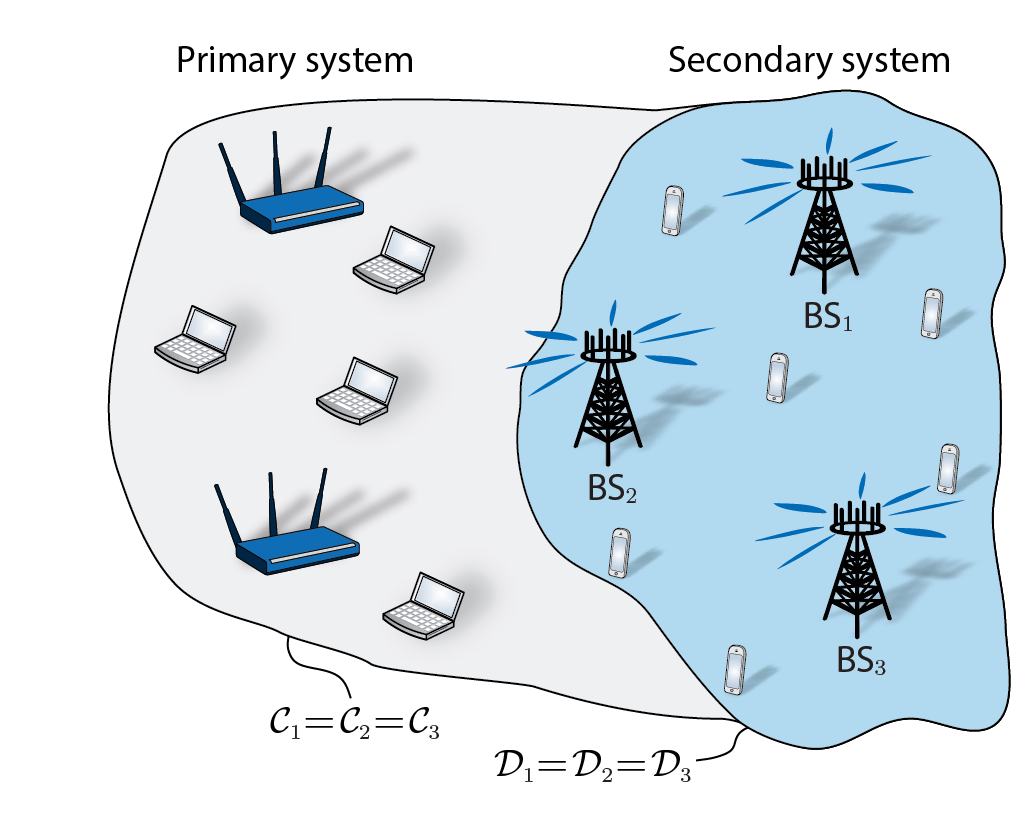 Primary system
Secondary system
BS₁
BS₂
BS₃
𝒞₁=𝒞₂=𝒞₃
𝒟₁=𝒟₂=𝒟₃